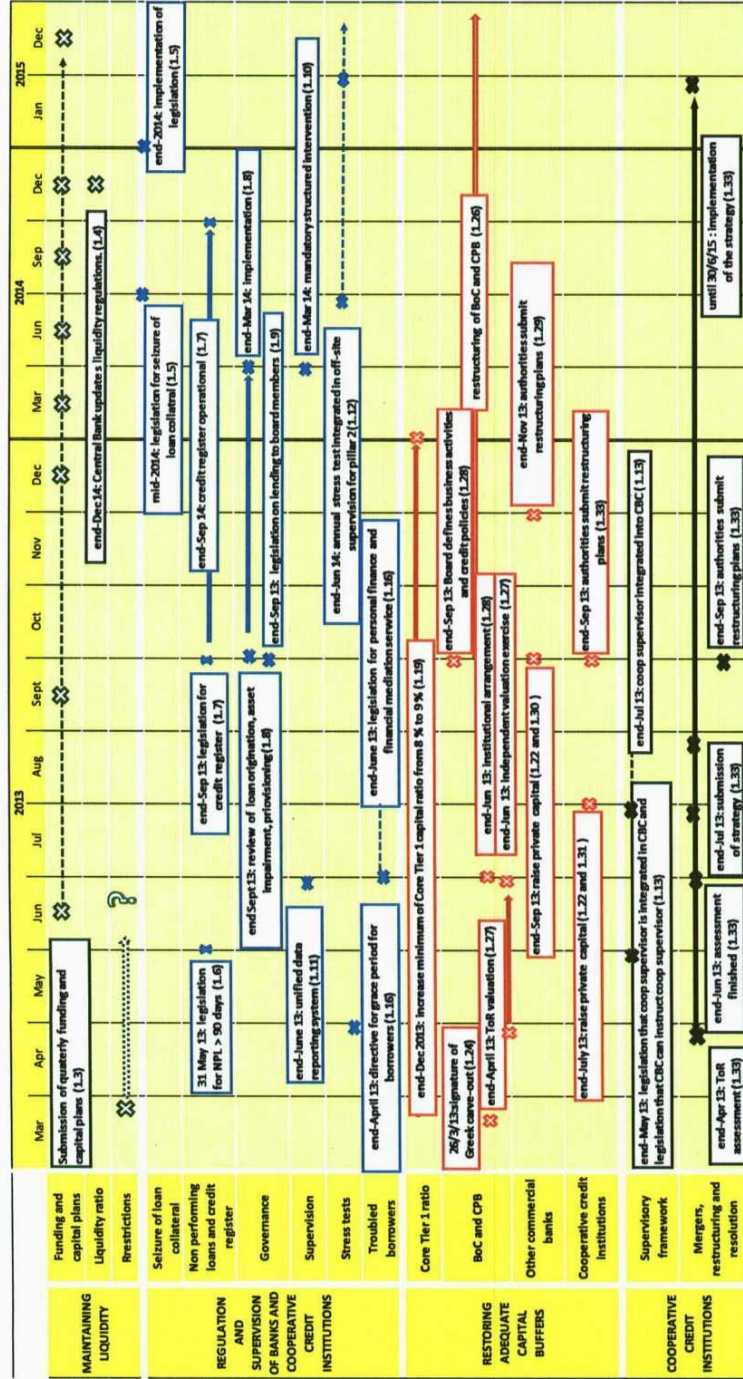 2013
2014
2015
Mar
Apr
May
Jun
Jul
Aug
Sept
Oct
Nov
Dec
Mar
Jun
Sep
Dec
Jan
Dec
MAINTAINING
LIQUIDITY
Funding and
capital plans
Submission of quaterly funding and
capital plans (1.3)
Liquidity ratio
end-Dec 14: Central Bank update s liquidity regulations. (1.4)
Rrestrictions
?
REGULATION
AND
SUPERVISION
OF BANKS AND
COOPERATIVE
CREDIT
INSTITUTIONS
Seizure of loan
collateral
mid-2014: legislation for seizure of
loan collatral (1.5)
end-2014: implementation of
legislation (1.5)
Non performing
loans and credit
register
31 May 13: legislation
for NPL > 90 days (1.6)
end-Sep 13: legislation for
credit register (1.7)
end-Sep 14: credit register operational (1.7)
Governance
end Sept 13: review of loan origination, asset
impairment, priovisioning (1.8)
end-Mar 14: implementation (1.8)
end-Sep 13: legislation on lending to board members (1.9)
Supervision
end-June 13: unified data
reporting system (1.11)
end-Mar 14: mandatory structured intervention (1.10)
Stress tests
end-Jun 14: annual stress test integrated in off-site
supervision for pillar 2 (1.12)
Troubled
borrowers
end-April 13: directive for grace period for
borrowers (1.16)
end-June 13: legislation for personal finance and
financial mediation serwice (1.16)
RESTORING
ADEQUATE
CAPITAL
BUFFERS
Core Tier 1 ratio
end-Dec 2013: increase minimum of Core Tier 1 capital ratio from 8 % to 9 % (1.19)
BoC and CPB
26/3/13:signature of
Greek carve-out (1.24)
end-April 13: ToR valuation (1.27)
end-Sep 13: Board defines business activities
and credit policies (1.28)
end-Jun 13: institutional arrangement (1.28)
end-Jun 13: independent valuation exercise (1.27)
restructuring of BoC and CPB (1.26)
Other commercial
banks
end-Sep 13: raise private capital (1.22 and 1.30 )
end-Nov 13: authorities submit
restructuring plans (1.29)
Cooperative credit
institutions
end-July 13: raise private capital (1.22 and 1.31 )
end-Sep 13: authorities submit restructuring
plans (1.33)
COOPERATIVE
CREDIT
INSTITUTIONS
Supervisory
framework
end-May 13: legislation that coop supervisor is integrated in CBC and
legislation that CBC can instruct coop supervisor (1.13)
end-Jul 13: coop supervisor integrated into CBC (1.13)
Mergers,
restructuring and
resolution
end-Apr 13: ToR
assessment (1.33)
end-Jun 13: assessment
finished (1.33)
end-Jul 13: submission
of strategy (1.33)
end-Sep 13: authorities submit
restructuring plans (1.33)
until 30/6/15 : implementation
of the strategy (1.33)